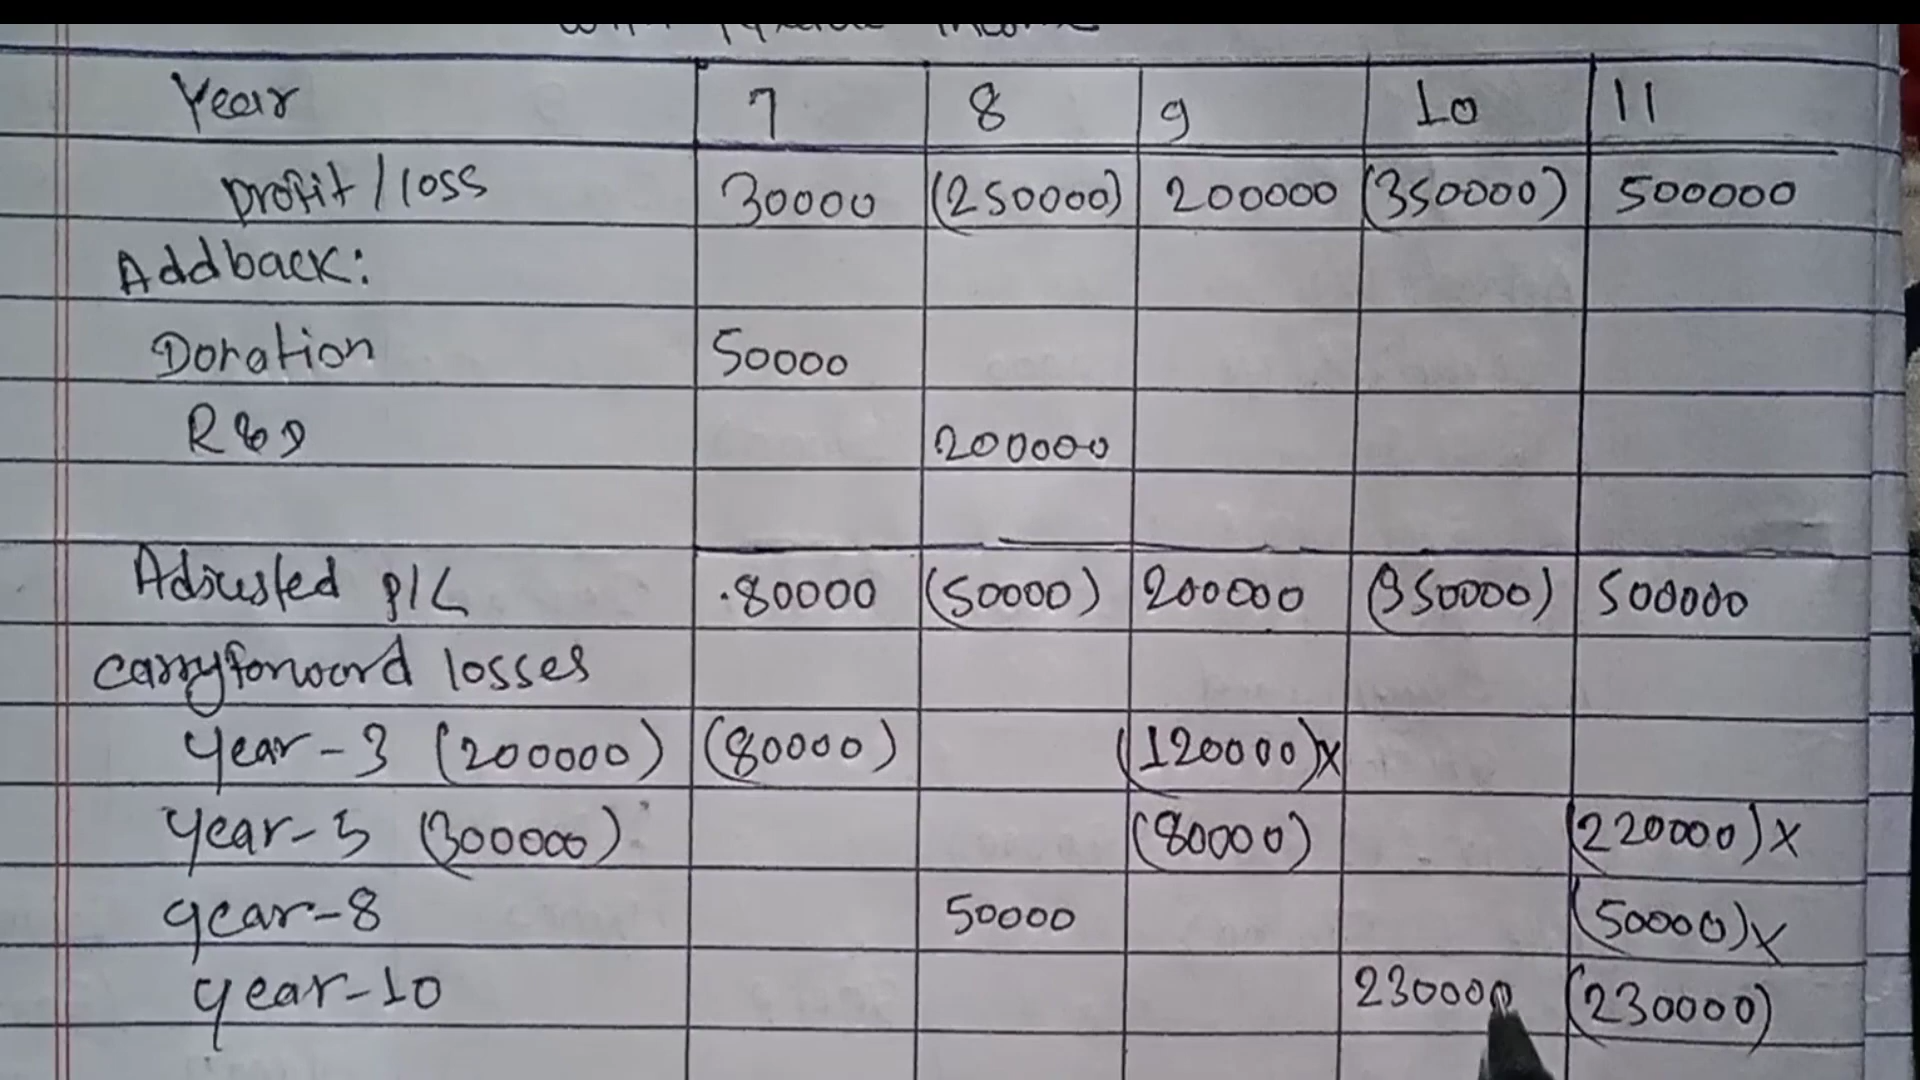 Income
Year 7 8 9 10 11
profit / loss 30000 (250000) 200000 (350000) 500000
Addback:
Donation 50000
R&D 200000
Adjusted P/L 80000 (50000) 200000 (350000) 500000
carryforword losses
year-3 (200000) (80000) (120000)x
year-5 (300000) (80000) (220000)x
year-8 50000 (50000)x
year-10 230000 (230000)